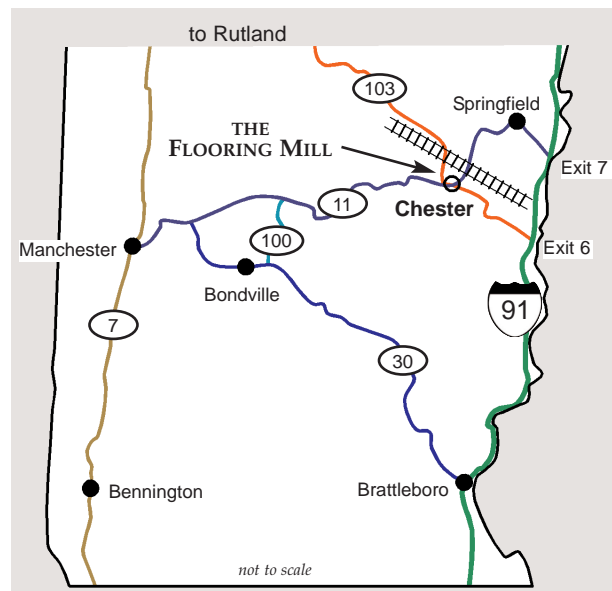 to Rutland
103
Springfield
THE
FLOORING MILL
Exit 7
11
Chester
Manchester
100
Exit 6
Bondville
91
7
30
Bennington
Brattleboro
not to scale